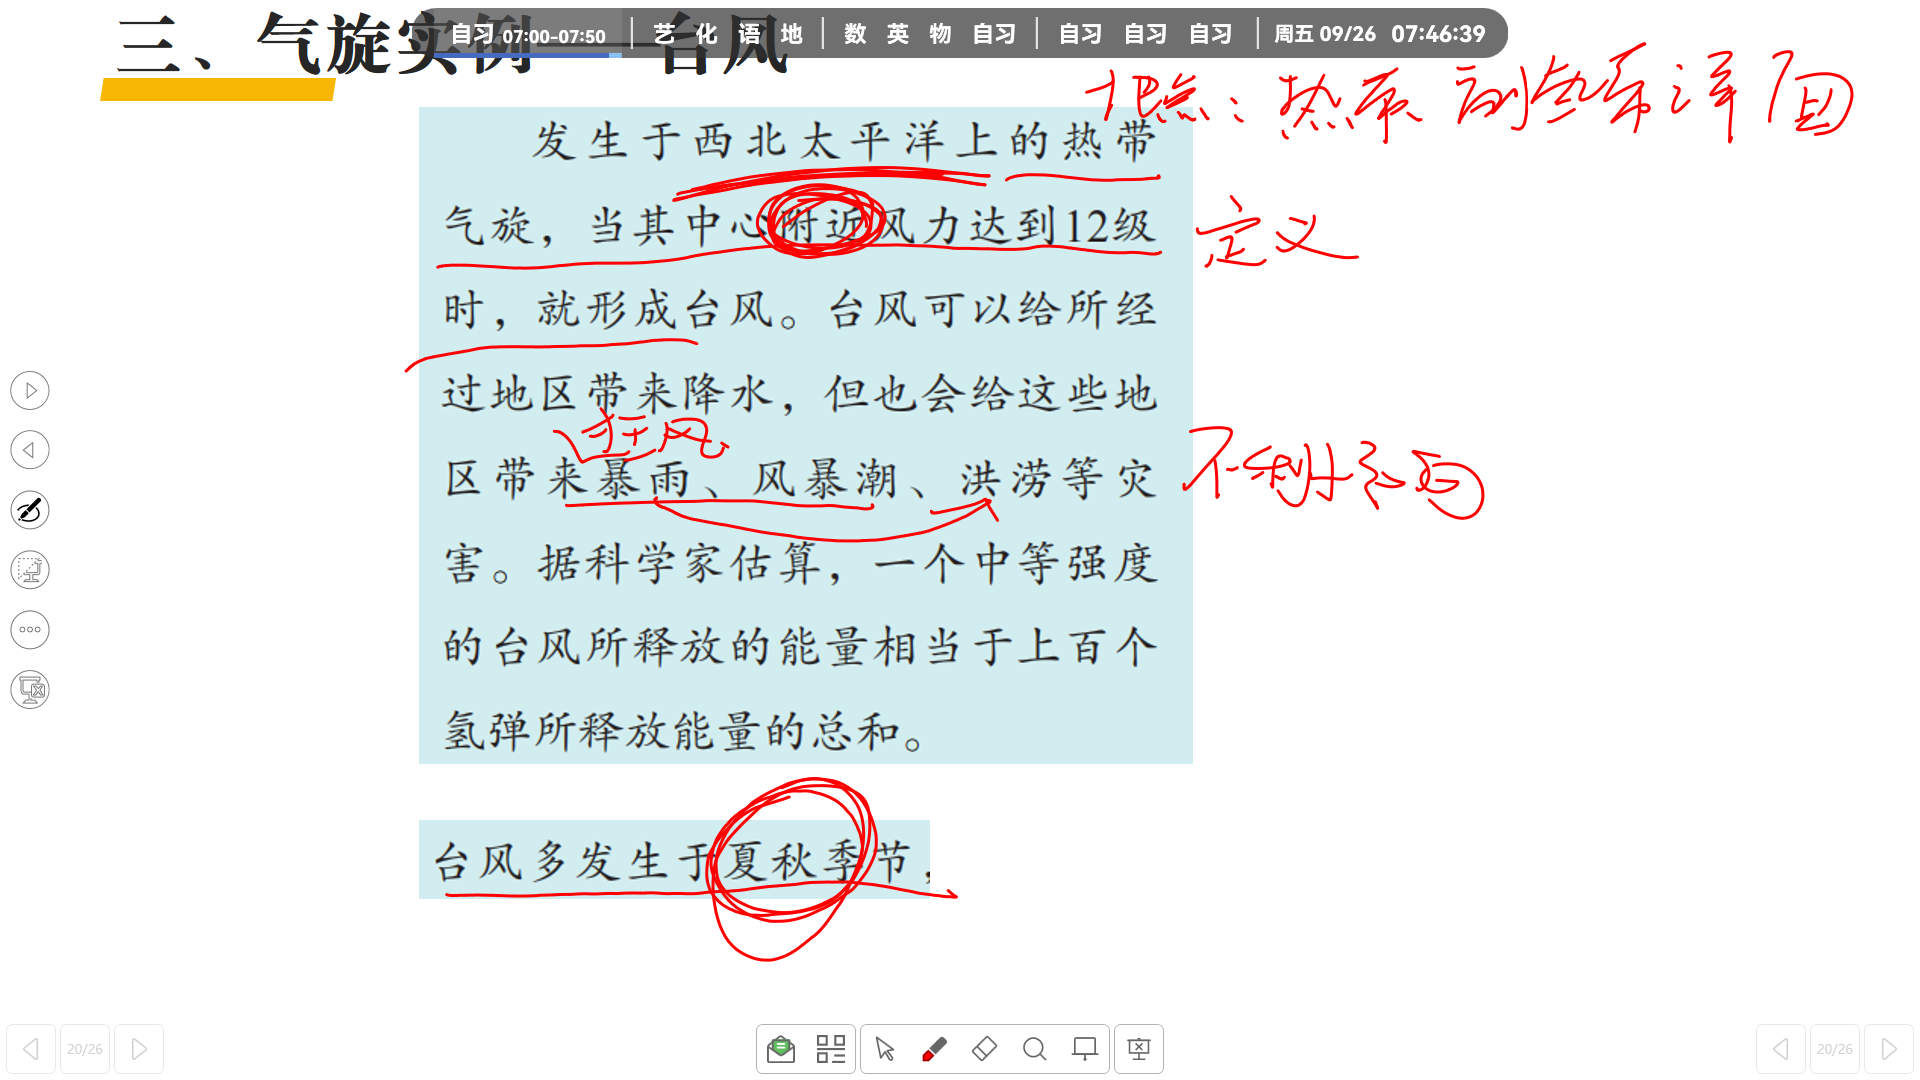 三、气旋实例——台风
自习 07:00-07:50 艺 化 语 地 数 英 物 自习 自习 自习 自习 周五 09/26 07:46:39
地点：热带 副热带洋面
发生于西北太平洋上的热带
气旋，当其中心附近风力达到12级
定义
时，就形成台风。台风可以给所经
过地区带来降水，但也会给这些地
狂风
区带来暴雨、风暴潮、洪涝等灾
不利影响
害。据科学家估算，一个中等强度
的台风所释放的能量相当于上百个
氢弹所释放能量的总和。
台风多发生于夏秋季节，
20/26
20/26